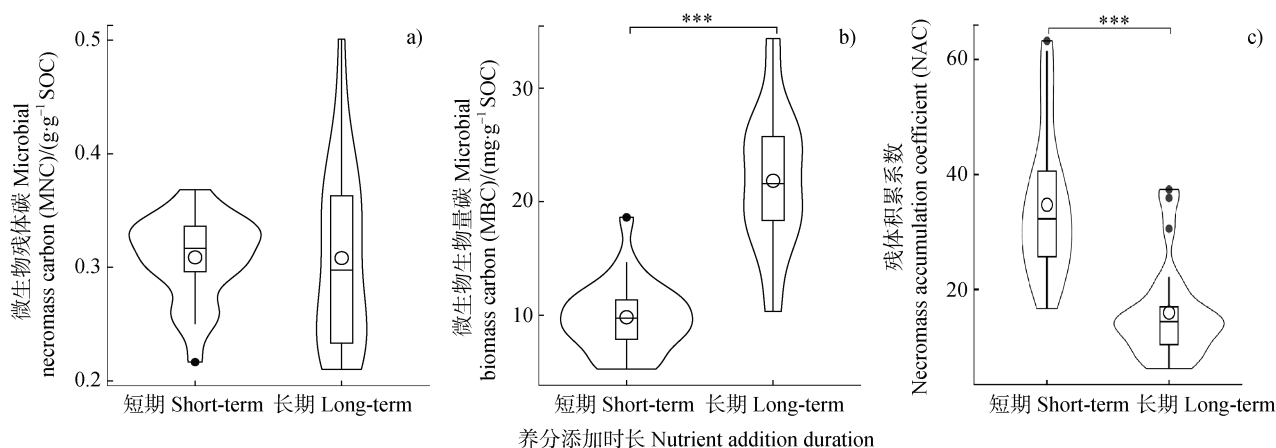 a)
微生物残体碳 Microbial
necromass carbon (MNC)/(g·g⁻¹ SOC)
0.5
0.4
0.3
0.2
短期 Short-term 长期 Long-term
***
b)
微生物生物量碳 Microbial
biomass carbon (MBC)/(mg·g⁻¹ SOC)
30
20
10
短期 Short-term 长期 Long-term
***
c)
残体积累系数
Necromass accumulation coefficient (NAC)
60
40
20
短期 Short-term 长期 Long-term
养分添加时长 Nutrient addition duration